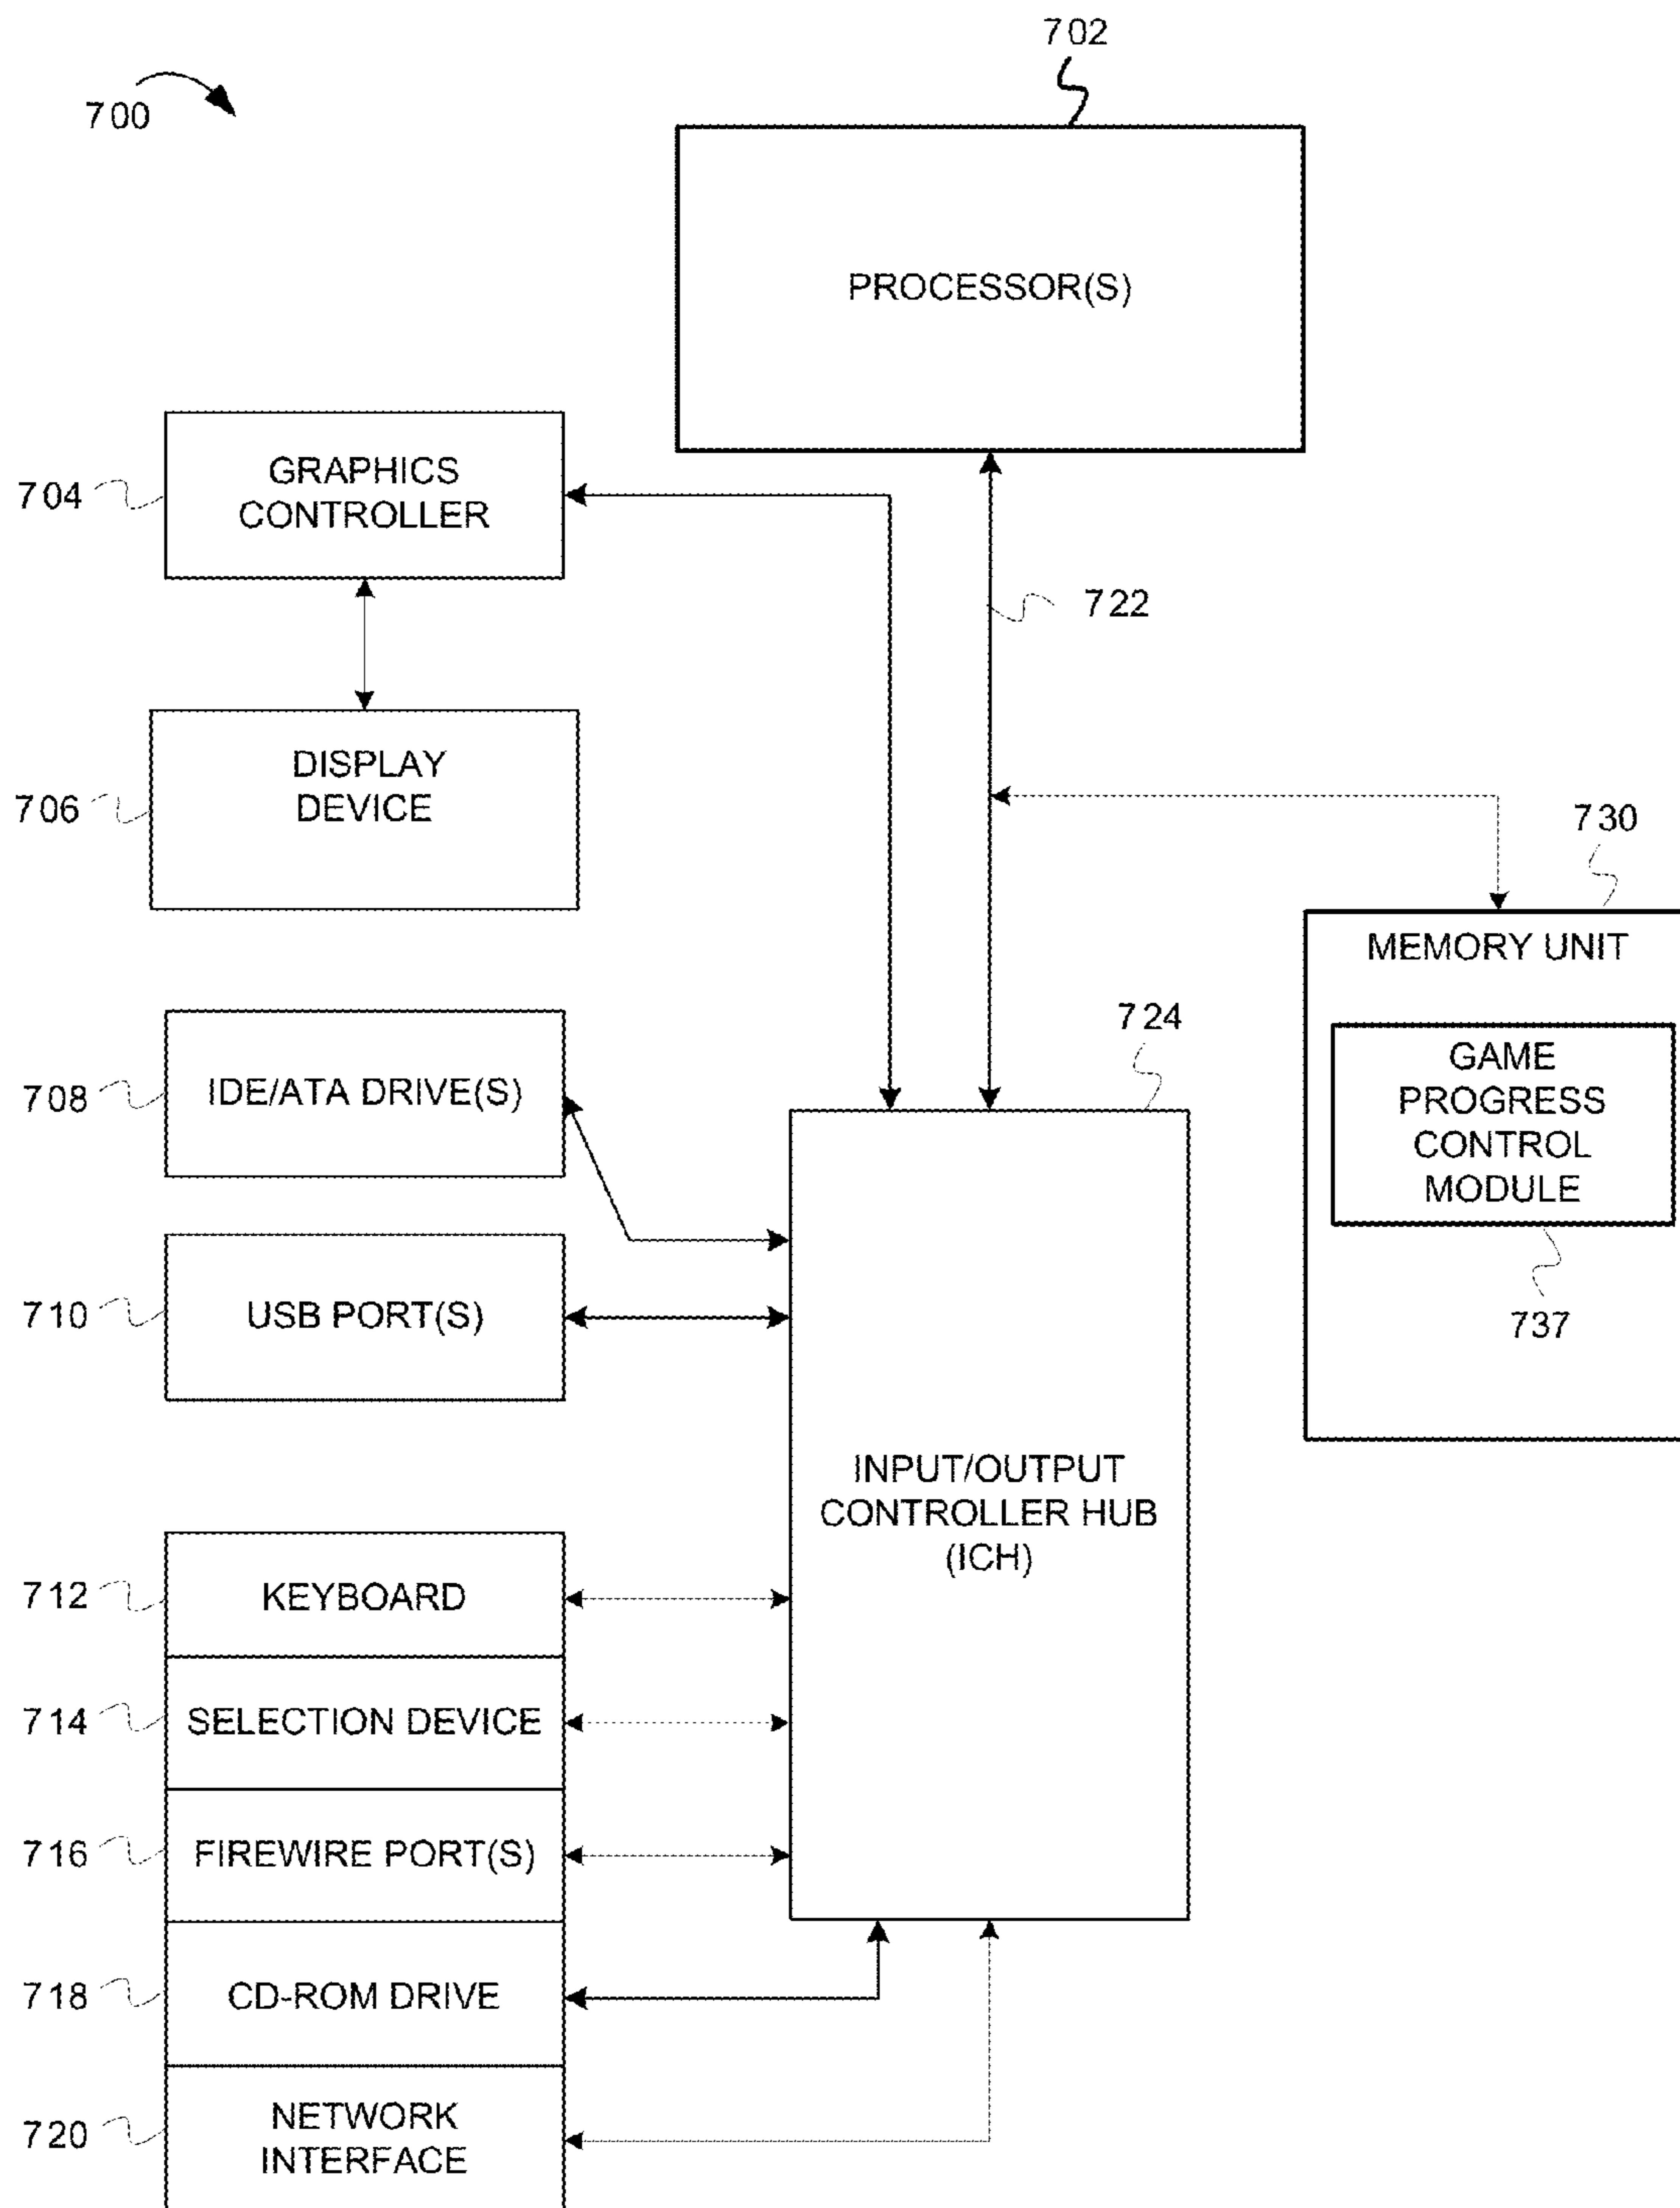 702
700
PROCESSOR(S)
704
GRAPHICS
CONTROLLER
722
706
DISPLAY
DEVICE
730
MEMORY UNIT
724
708
IDE/ATA DRIVE(S)
GAME
PROGRESS
CONTROL
MODULE
710
USB PORT(S)
737
INPUT/OUTPUT
CONTROLLER HUB
(ICH)
712
KEYBOARD
714
SELECTION DEVICE
716
FIREWIRE PORT(S)
718
CD-ROM DRIVE
720
NETWORK
INTERFACE